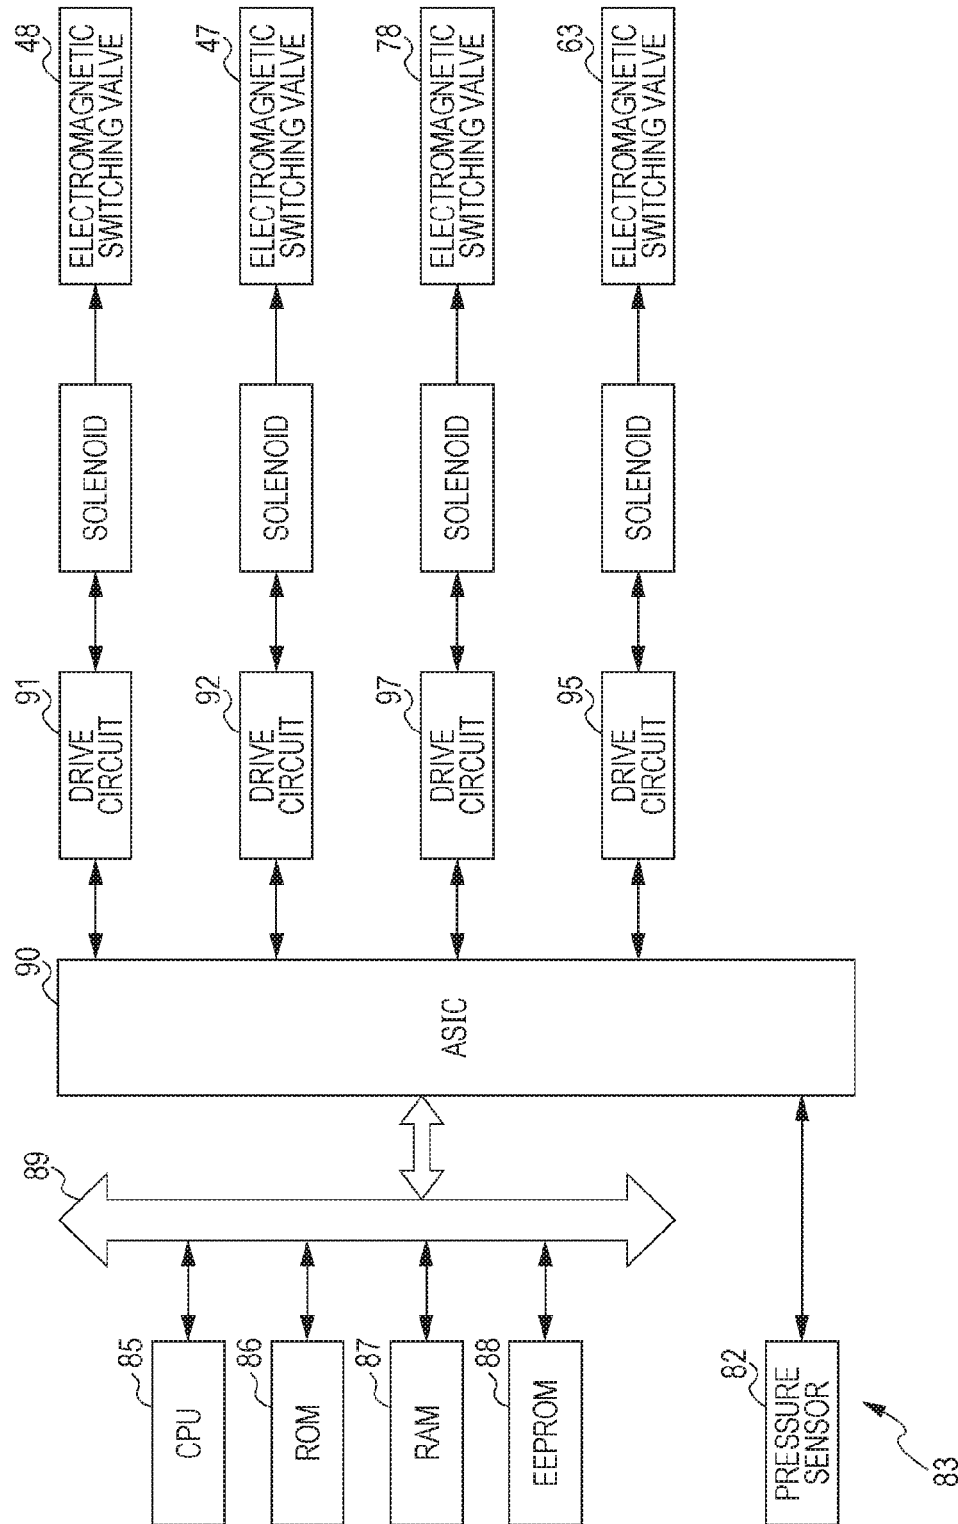 85
CPU
86
ROM
87
RAM
88
EEPROM
82
PRESSURE
SENSOR
83
89
90
ASIC
91
DRIVE
CIRCUIT
SOLENOID
48
ELECTROMAGNETIC
SWITCHING VALVE
92
DRIVE
CIRCUIT
SOLENOID
47
ELECTROMAGNETIC
SWITCHING VALVE
97
DRIVE
CIRCUIT
SOLENOID
78
ELECTROMAGNETIC
SWITCHING VALVE
95
DRIVE
CIRCUIT
SOLENOID
63
ELECTROMAGNETIC
SWITCHING VALVE